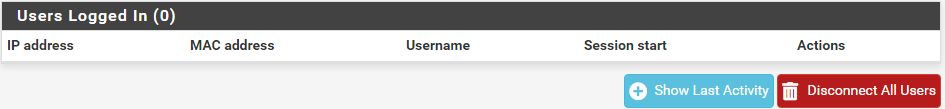 Users Logged In (0)
IP address MAC address Username Session start Actions
Show Last Activity Disconnect All Users